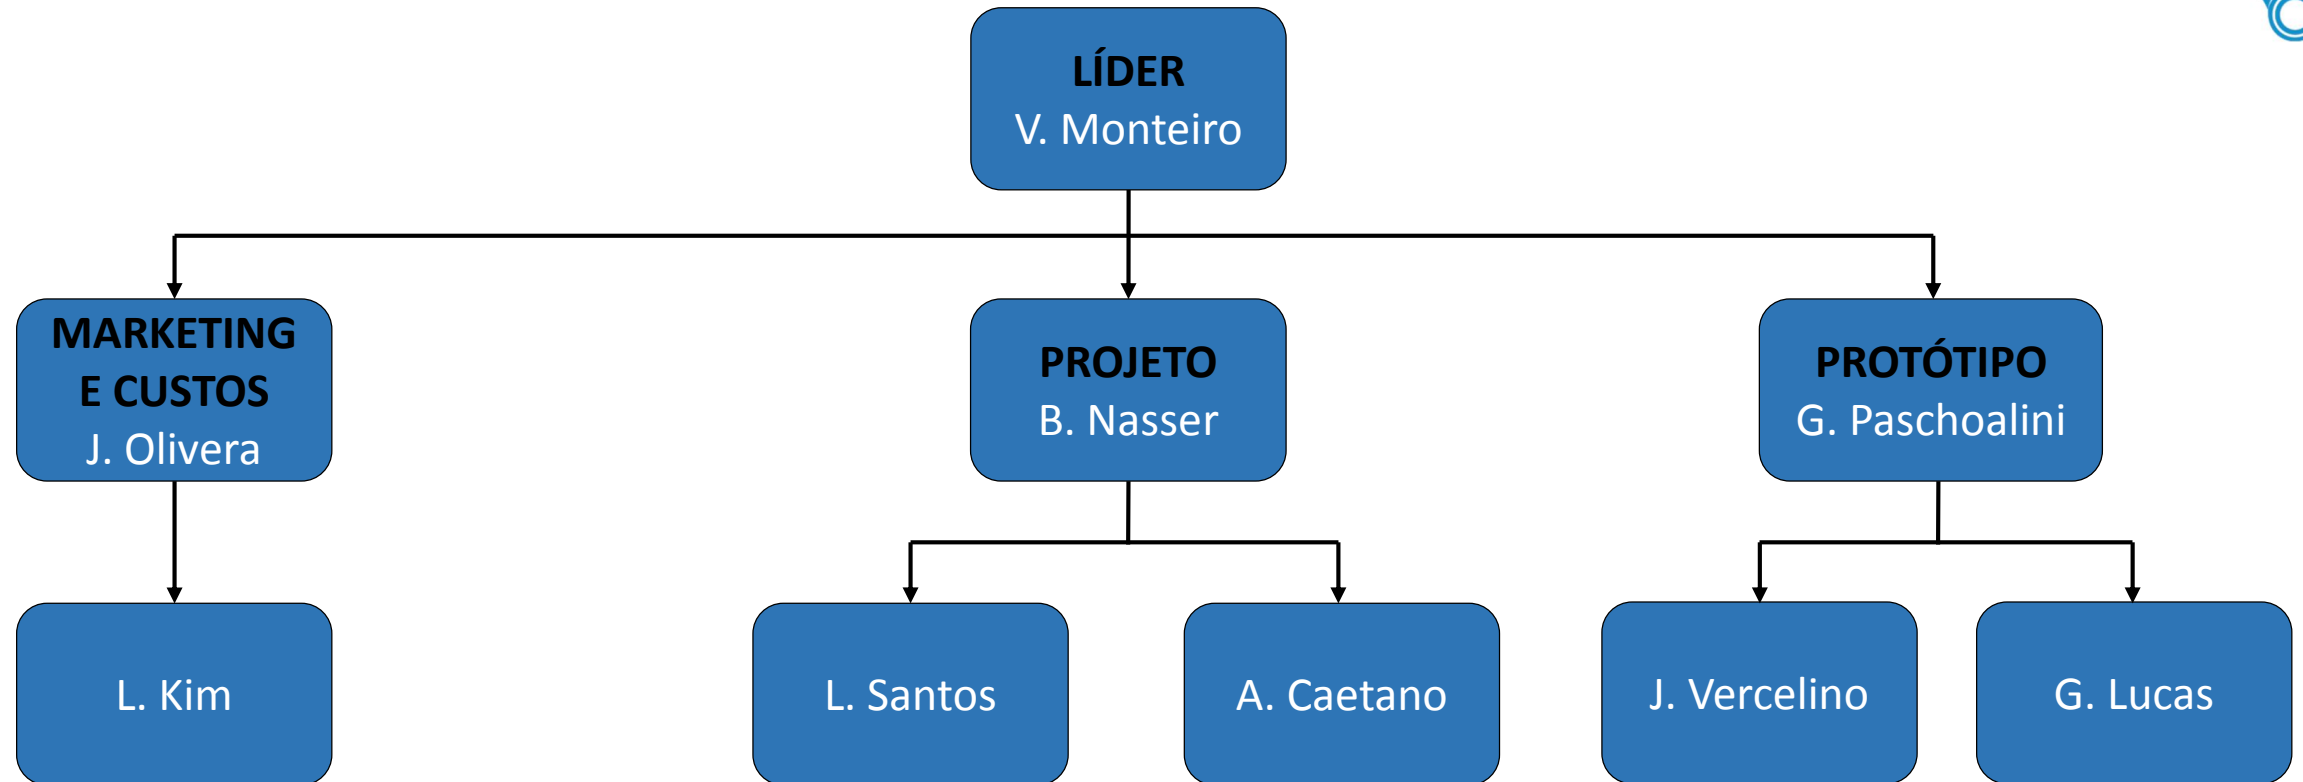 LÍDER
V. Monteiro
MARKETING
E CUSTOS
J. Olivera
PROJETO
B. Nasser
PROTÓTIPO
G. Paschoalini
L. Kim
L. Santos
A. Caetano
J. Vercelino
G. Lucas